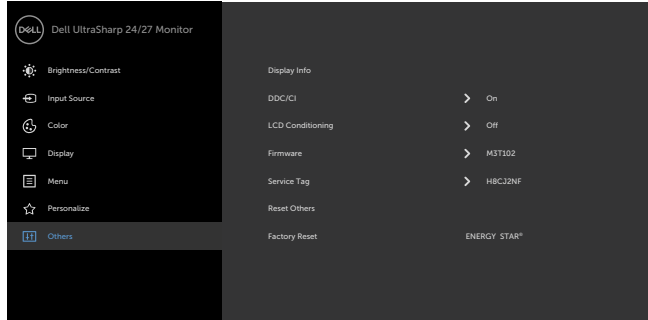 DELL Dell UltraSharp 24/27 Monitor
Brightness/Contrast Display Info
Input Source DDC/CI On
Color LCD Conditioning Off
Display Firmware M3T102
Menu Service Tag H8CJ2NF
Personalize Reset Others
Others Factory Reset ENERGY STAR®